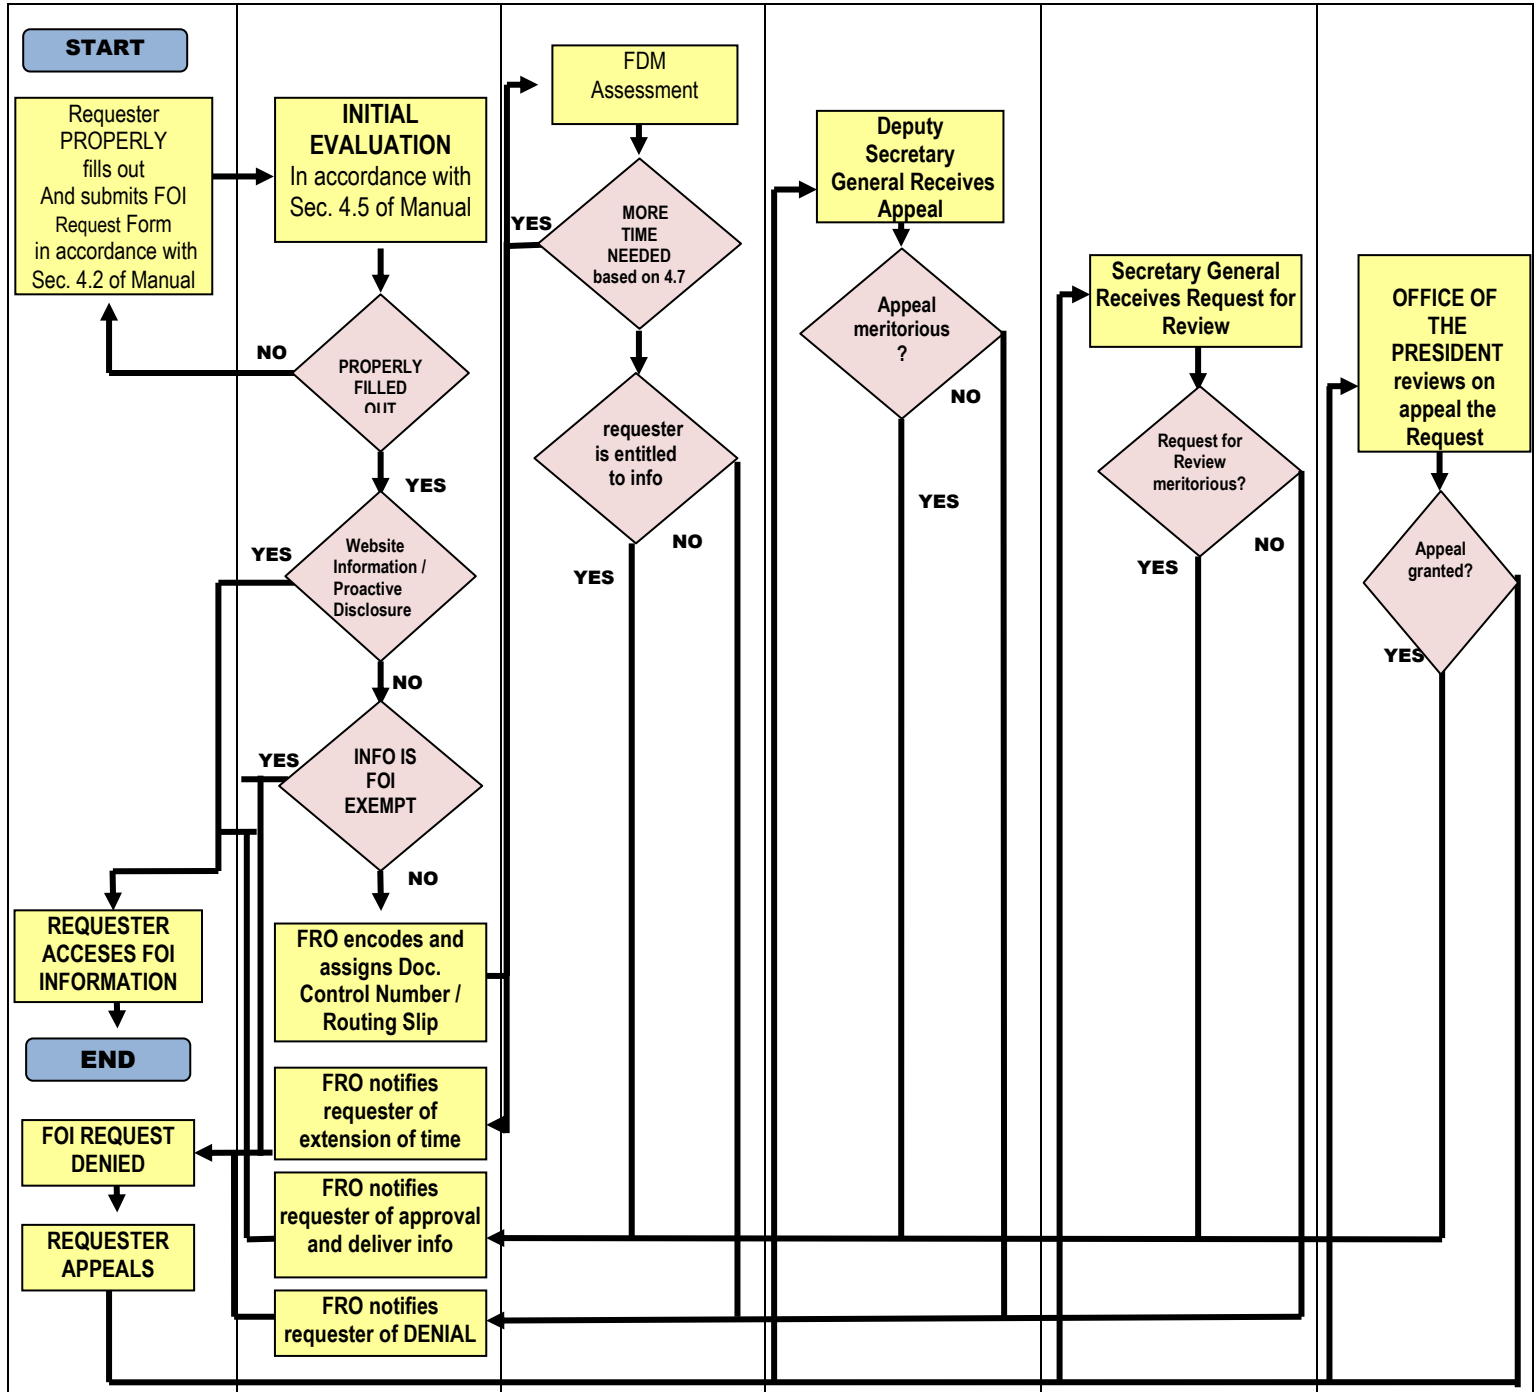 START
Requester
PROPERLY
fills out
And submits FOI
Request Form
in accordance with
Sec. 4.2 of Manual
INITIAL
EVALUATION
In accordance with
Sec. 4.5 of Manual
NO
PROPERLY
FILLED
OUT
YES
YES
Website
Information /
Proactive
Disclosure
NO
YES
INFO IS
FOI
EXEMPT
NO
REQUESTER
ACCESES FOI
INFORMATION
END
FOI REQUEST
DENIED
REQUESTER
APPEALS
FRO encodes and
assigns Doc.
Control Number /
Routing Slip
FRO notifies
requester of
extension of time
FRO notifies
requester of approval
and deliver info
FRO notifies
requester of DENIAL
FDM
Assessment
YES
MORE
TIME
NEEDED
based on 4.7
requester
is entitled
to info
NO
YES
Deputy
Secretary
General Receives
Appeal
Appeal
meritorious
?
NO
YES
Secretary General
Receives Request for
Review
Request for
Review
meritorious?
NO
YES
OFFICE OF
THE
PRESIDENT
reviews on
appeal the
Request
Appeal
granted?
YES